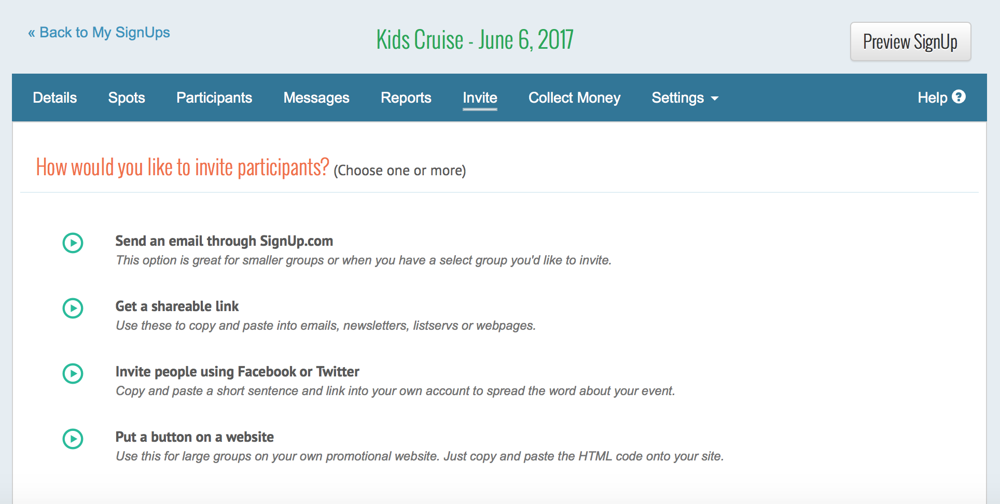 « Back to My SignUps
Kids Cruise - June 6, 2017
Preview SignUp
Details Spots Participants Messages Reports Invite Collect Money Settings Help ?
How would you like to invite participants? (Choose one or more)
Send an email through SignUp.com
This option is great for smaller groups or when you have a select group you'd like to invite.
Get a shareable link
Use these to copy and paste into emails, newsletters, listservs or webpages.
Invite people using Facebook or Twitter
Copy and paste a short sentence and link into your own account to spread the word about your event.
Put a button on a website
Use this for large groups on your own promotional website. Just copy and paste the HTML code onto your site.